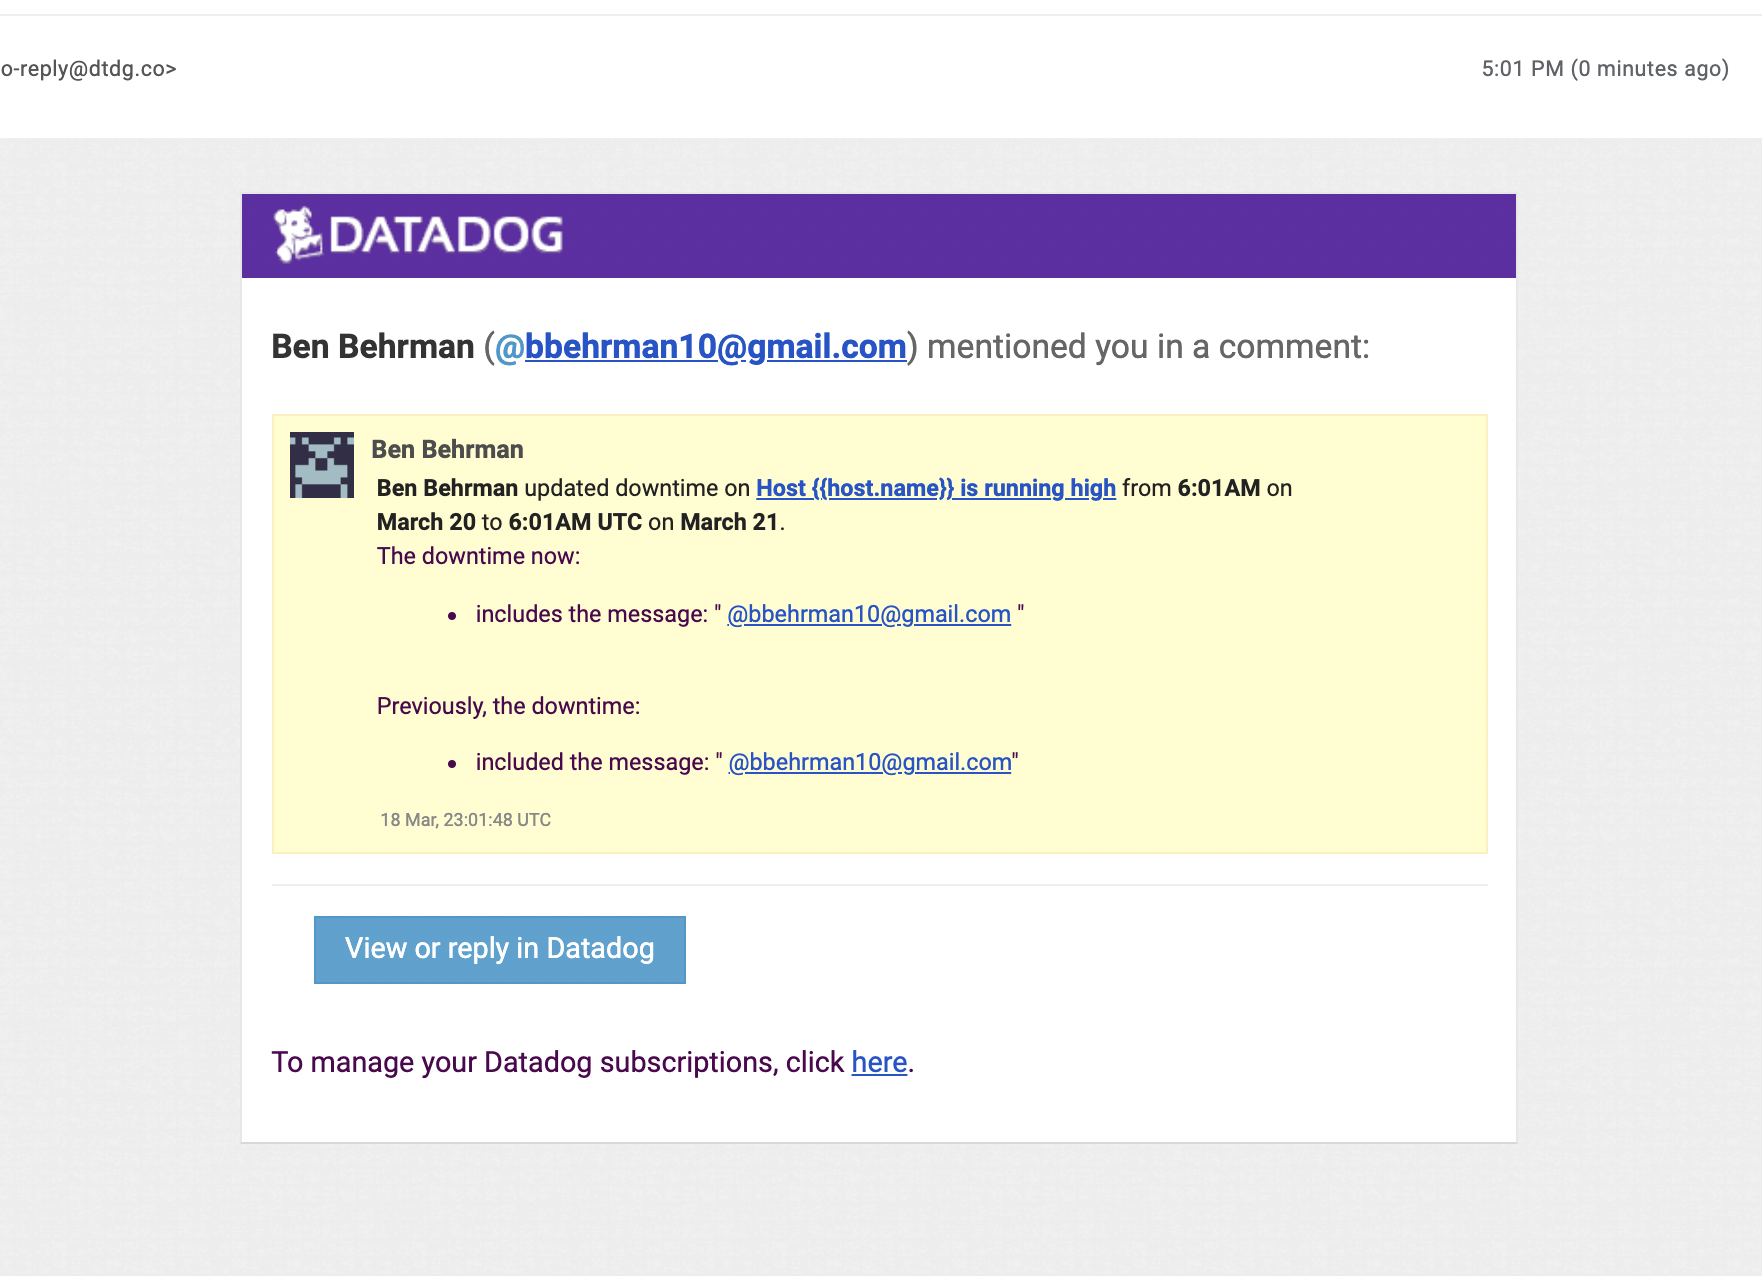 o-reply@dtdg.co>
5:01 PM (0 minutes ago)
DATADOG
Ben Behrman (@bbehrman10@gmail.com) mentioned you in a comment:
Ben Behrman
Ben Behrman updated downtime on Host {{host.name}} is running high from 6:01AM on
March 20 to 6:01AM UTC on March 21.
The downtime now:
• includes the message: " @bbehrman10@gmail.com "
Previously, the downtime:
• included the message: " @bbehrman10@gmail.com"
18 Mar, 23:01:48 UTC
View or reply in Datadog
To manage your Datadog subscriptions, click here.